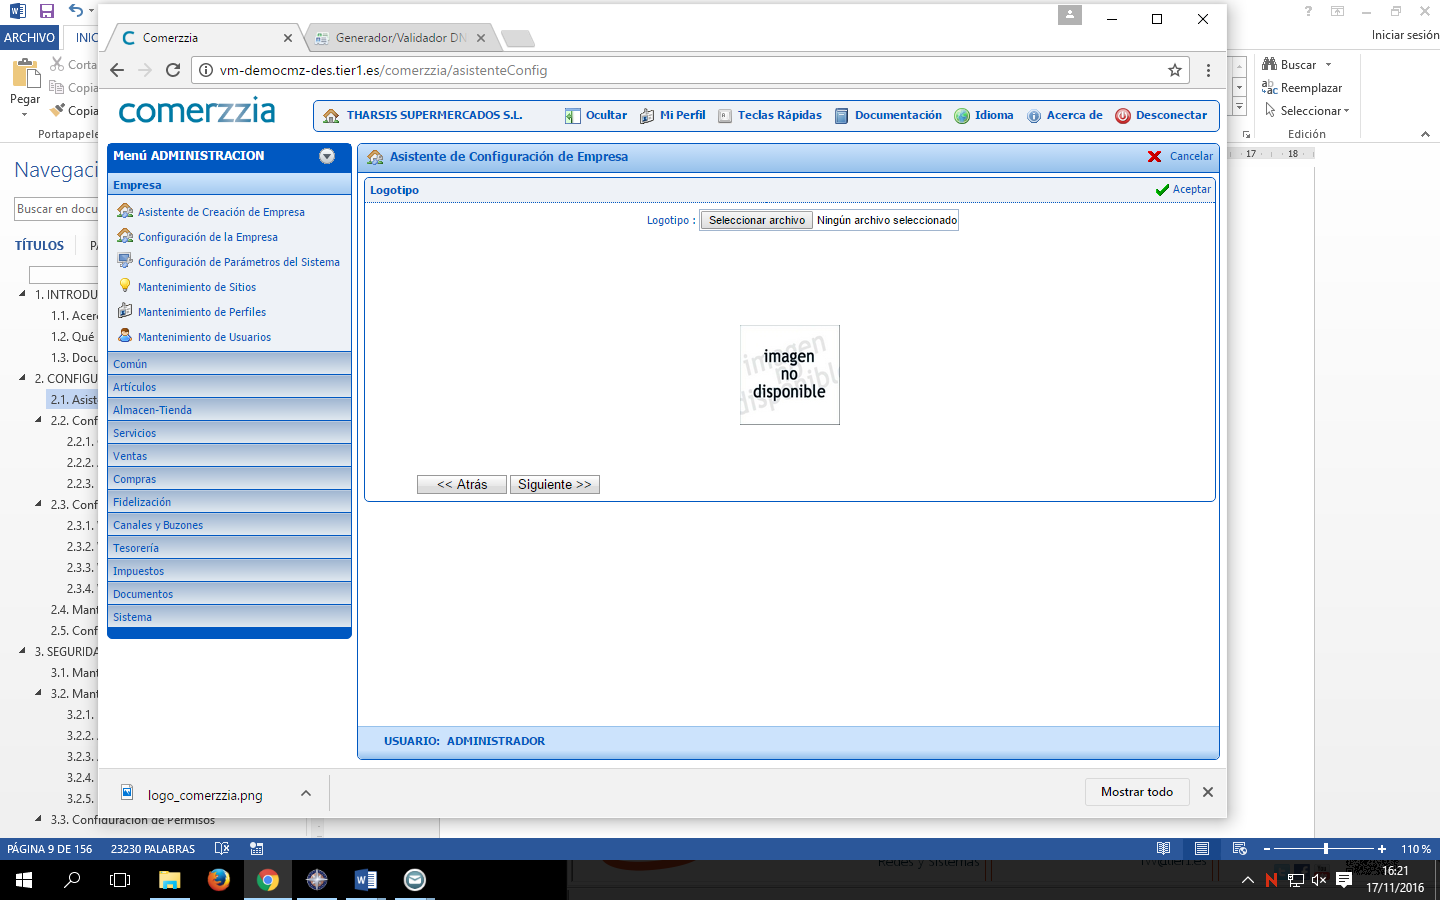 ARCHIVO
INIC
Iniciar sesión
Pegar
Corta
Copia
Copia
Portapapele
Buscar
Reemplazar
Seleccionar
Edición
17 18
Navegaci
Buscar en docu
TÍTULOS
1. INTRODU
1.1. Acer
1.2. Qué
1.3. Docu
2. CONFIGU
2.1. Asist
2.2. Conf
2.2.1.
2.2.2.
2.2.3.
2.3. Conf
2.3.1.
2.3.2.
2.3.3.
2.3.4.
2.4. Mant
2.5. Conf
3. SEGURIDA
3.1. Mant
3.2. Mant
3.2.1.
3.2.2.
3.2.3.
3.2.4.
3.2.5.
3.3. Configuración de Permisos
Comerzzia
Generador/Validador DN
vm-democmz-des.tier1.es/comerzzia/asistenteConfig
comerzzia
THARSIS SUPERMERCADOS S.L.
Ocultar
Mi Perfil
Teclas Rápidas
Documentación
Idioma
Acerca de
Desconectar
Menú ADMINISTRACION
Empresa
Asistente de Creación de Empresa
Configuración de la Empresa
Configuración de Parámetros del Sistema
Mantenimiento de Sitios
Mantenimiento de Perfiles
Mantenimiento de Usuarios
Común
Artículos
Almacen-Tienda
Servicios
Ventas
Compras
Fidelización
Canales y Buzones
Tesorería
Impuestos
Documentos
Sistema
Asistente de Configuración de Empresa
Cancelar
Logotipo
Aceptar
Logotipo : Seleccionar archivo Ningún archivo seleccionado
imagen
no
disponible
<< Atrás Siguiente >>
USUARIO: ADMINISTRADOR
logo_comerzzia.png
Mostrar todo
PÁGINA 9 DE 156 23230 PALABRAS
110 %
Redes y sistemas
16:21
17/11/2016